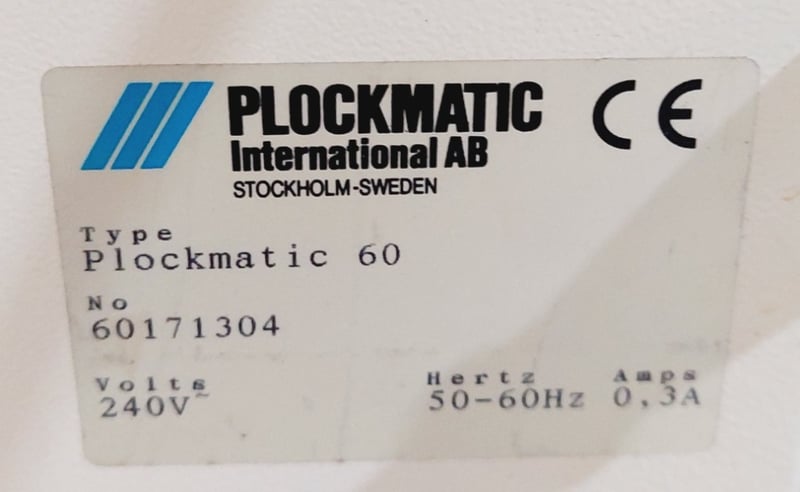 PLOCKMATIC
International AB
STOCKHOLM-SWEDEN
CE
Type
Plockmatic 60
No
60171304
Volts Hertz Amps
240V~ 50-60Hz 0,3A